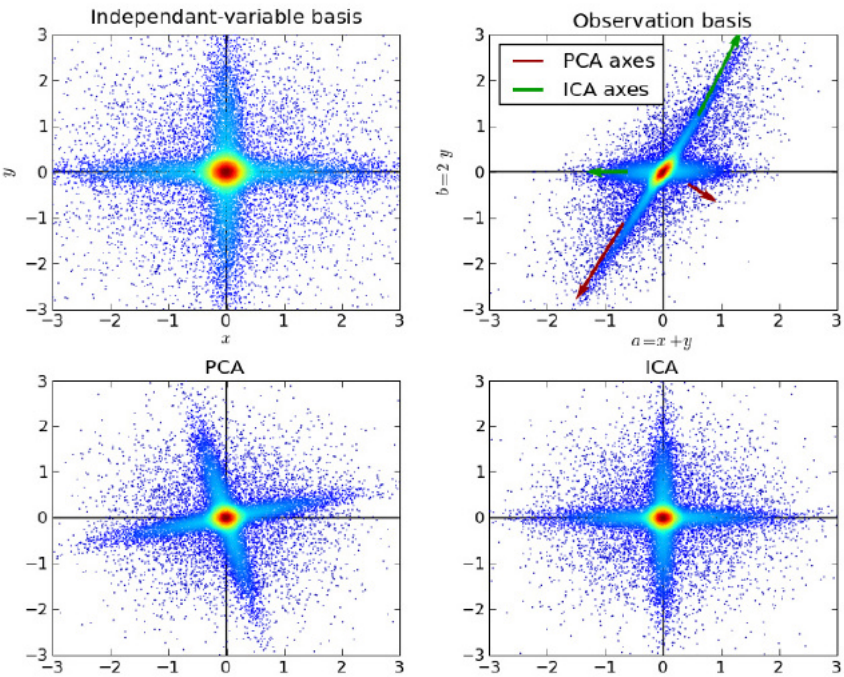 Independant-variable basis
3
2
1
0
−1
−2
−3
y
−3 −2 −1 0 1 2 3
x
Observation basis
PCA axes
ICA axes
3
2
1
0
−1
−2
−3
b=2 y
−3 −2 −1 0 1 2 3
a=x+y
PCA
3
2
1
0
−1
−2
−3
−3 −2 −1 0 1 2 3
ICA
3
2
1
0
−1
−2
−3
−3 −2 −1 0 1 2 3